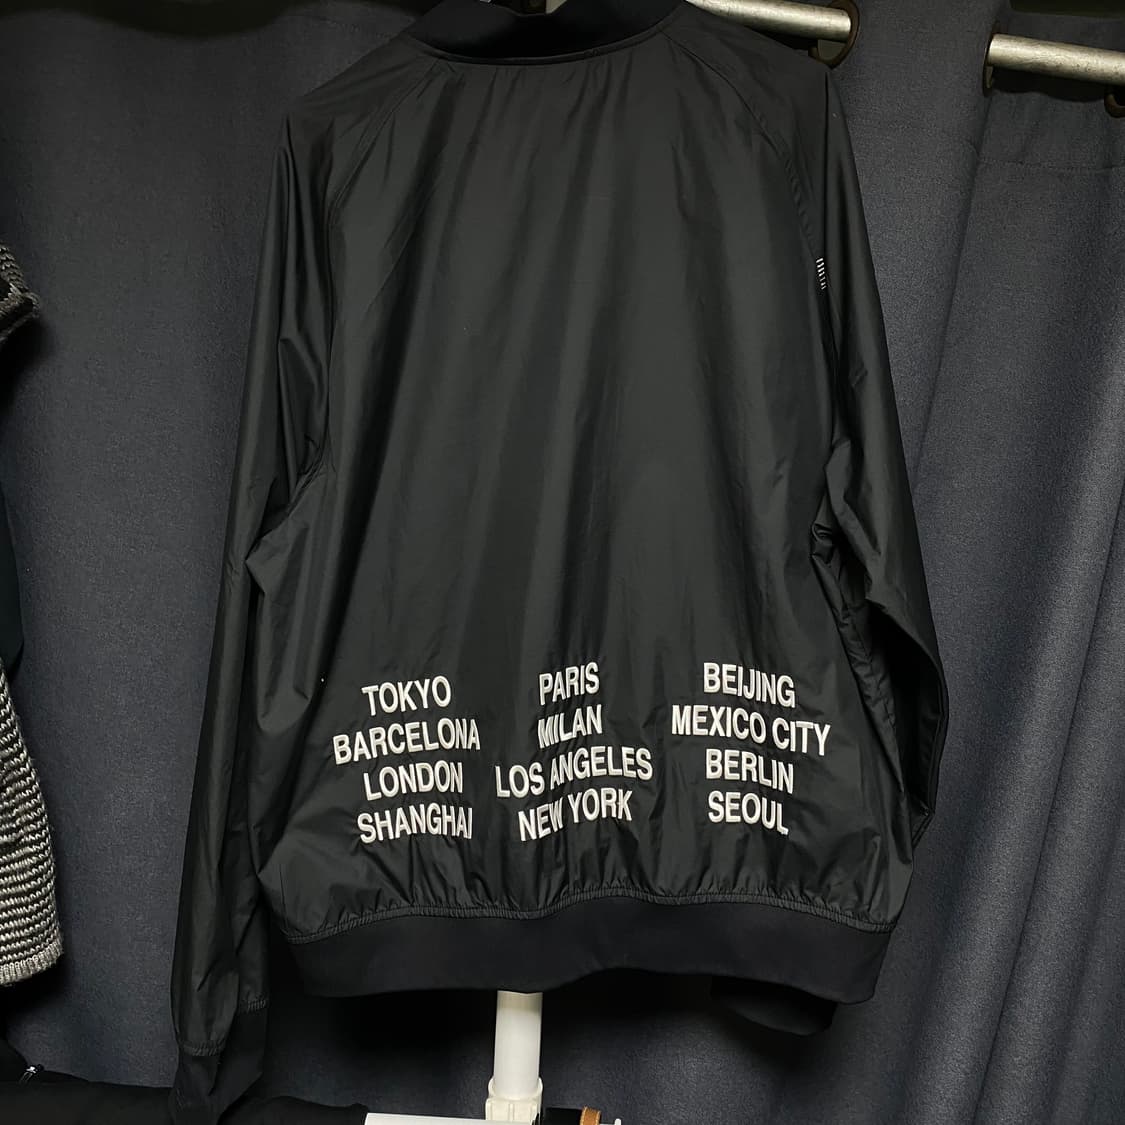 TOKYO
BARCELONA
LONDON
SHANGHAI
PARIS
MILAN
LOS ANGELES
NEW YORK
BEIJING
MEXICO CITY
BERLIN
SEOUL